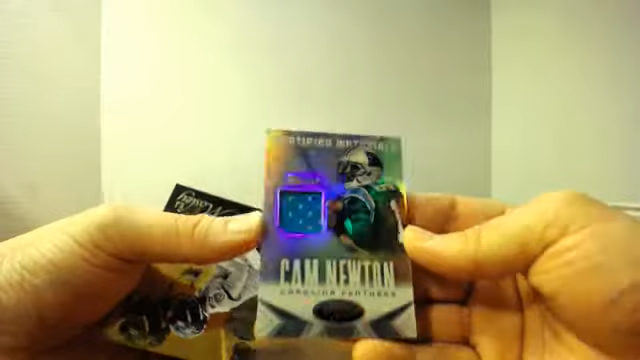 CERTIFIED MATERIALS
CAM NEWTON
CAROLINA PANTHERS